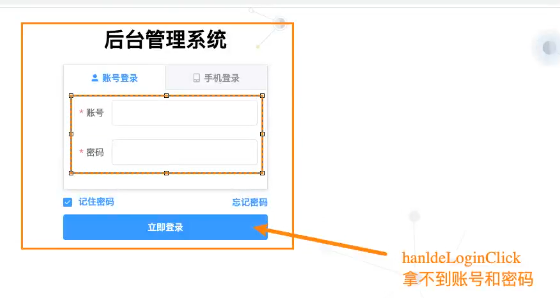 后台管理系统
账号登录 手机登录
* 账号
* 密码
记住密码 忘记密码
立即登录
hanldeLoginClick
拿不到账号和密码